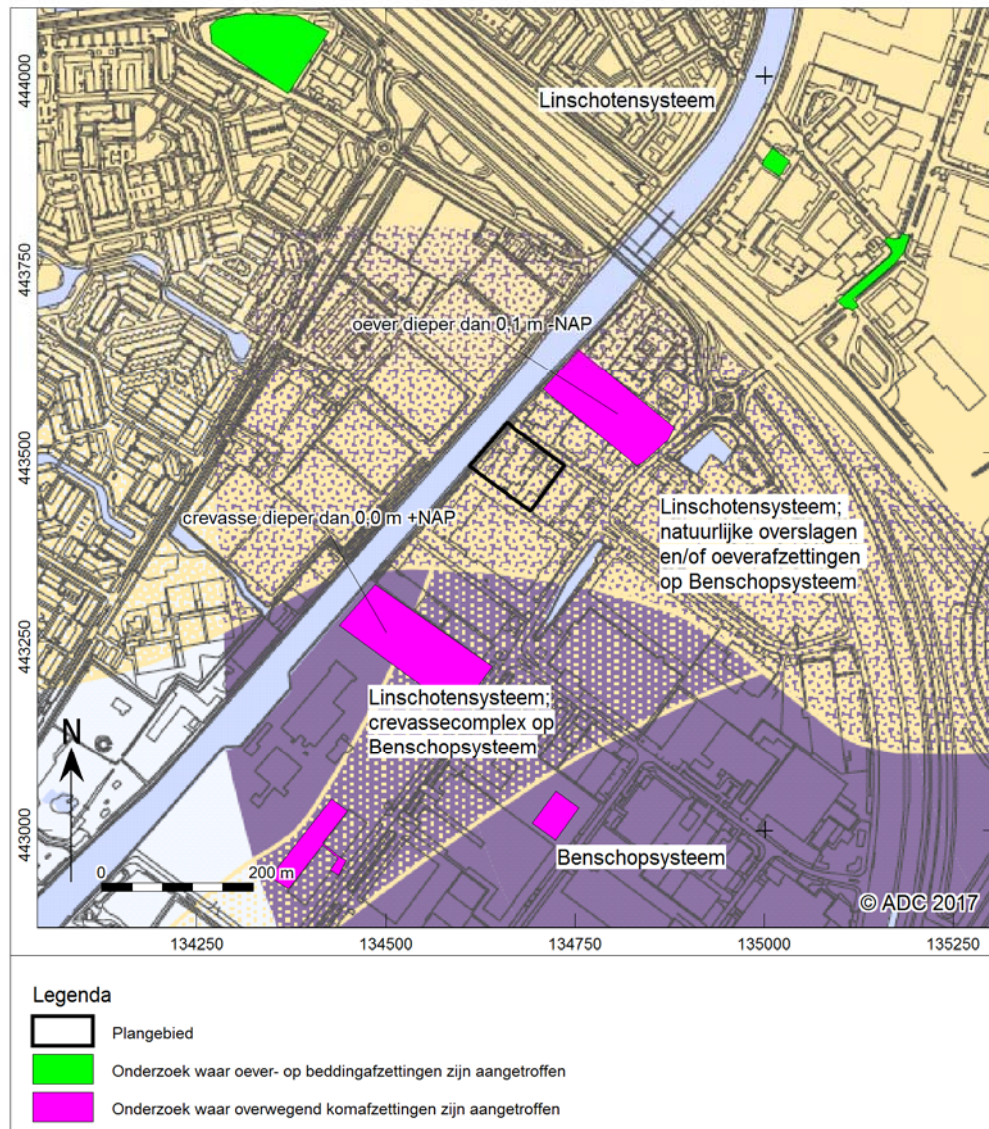 444000
443750
443500
443250
443000
Linschotensysteem
oever dieper dan 0,1 m -NAP
crevasse dieper dan 0,0 m +NAP
Linschotensysteem;
natuurlijke overslagen
en/of oeverafzettingen
op Benschopsysteem
Linschotensysteem;
crevassecomplex op
Benschopsysteem
N
Benschopsysteem
0 200 m
© ADC 2017
134250 134500 134750 135000 135250
Legenda
Plangebied
Onderzoek waar oever- op beddingafzettingen zijn aangetroffen
Onderzoek waar overwegend komafzettingen zijn aangetroffen